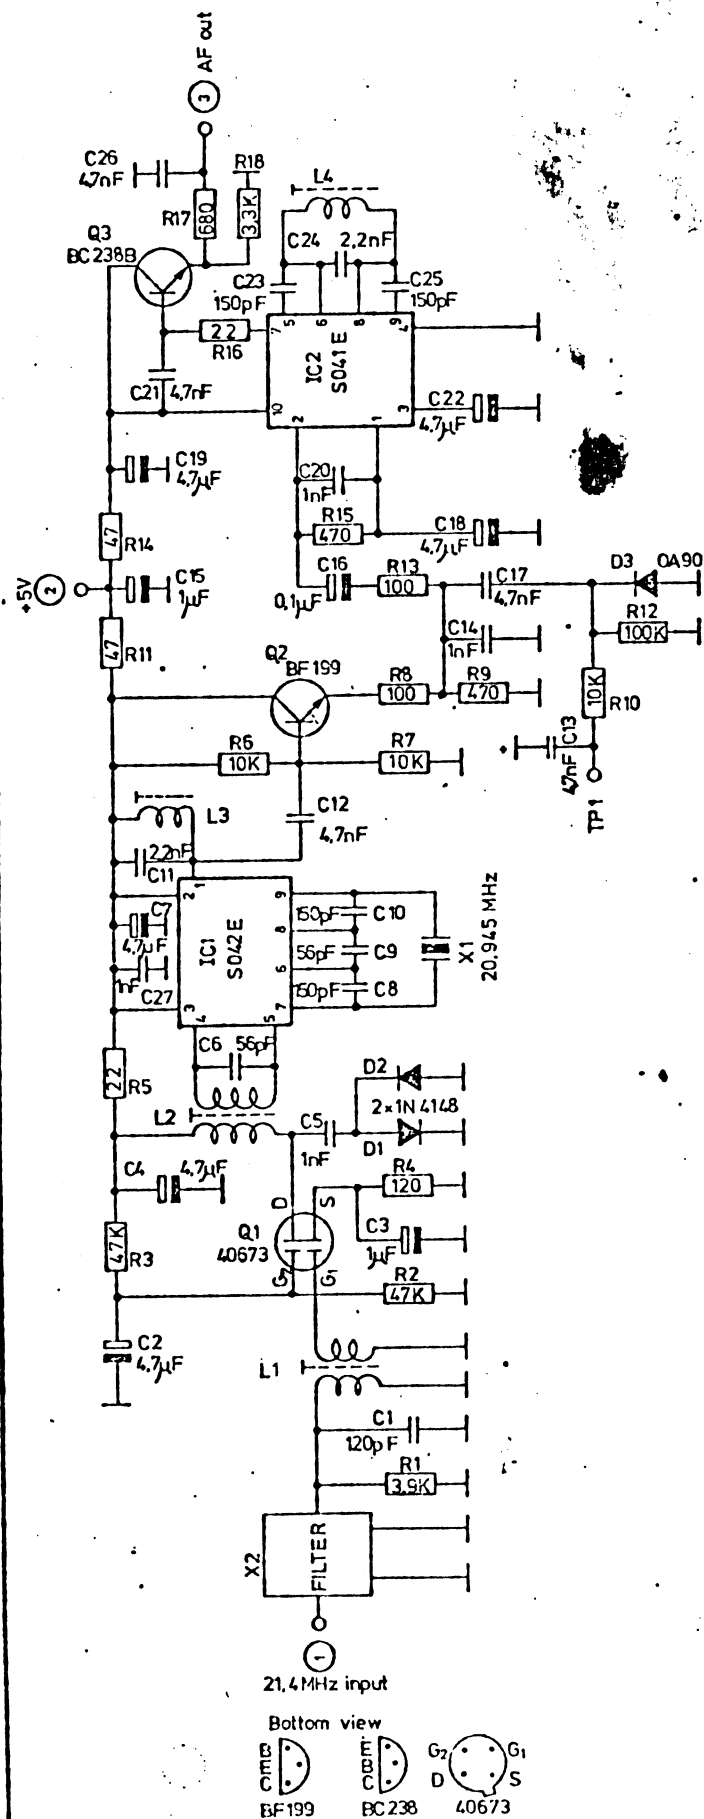 3
AF out
C26
4,7nF
R18
3,3K
R17
680
L4
Q3
BC238B
C24
2,2nF
C23
150pF
C25
150pF
22
R16
7
5
6
8
9
4
IC2
S041E
10
2
1
3
C21
4,7nF
C22
4,7µF
C19
4,7µF
C20
1nF
R15
470
C18
4,7µF
47
R14
C16
0,1µF
R13
100
C17
4,7nF
D3
OA90
+5V
2
C15
1µF
R12
100K
C14
1nF
47
R11
Q2
BF199
R8
100
R9
470
10K
R10
R6
10K
R7
10K
C13
4,7nF
TP1
L3
C12
4,7nF
2,2nF
C11
1
2
9
8
6
7
3
4
5
IC1
S042E
C7
4,7µF
1nF
C27
150pF
C10
56pF
C9
150pF
C8
X1
20,945 MHz
C6
56pF
22
R5
L2
D2
2x1N4148
D1
C5
1nF
C4
4,7µF
R4
120
D
S
Q1
40673
G2
G1
C3
1µF
47K
R3
R2
47K
C2
4,7µF
L1
C1
120pF
R1
3,9K
X2
FILTER
1
21,4MHz input
Bottom view
B
E
C
BF199
E
B
C
BC238
G2
G1
D
S
40673